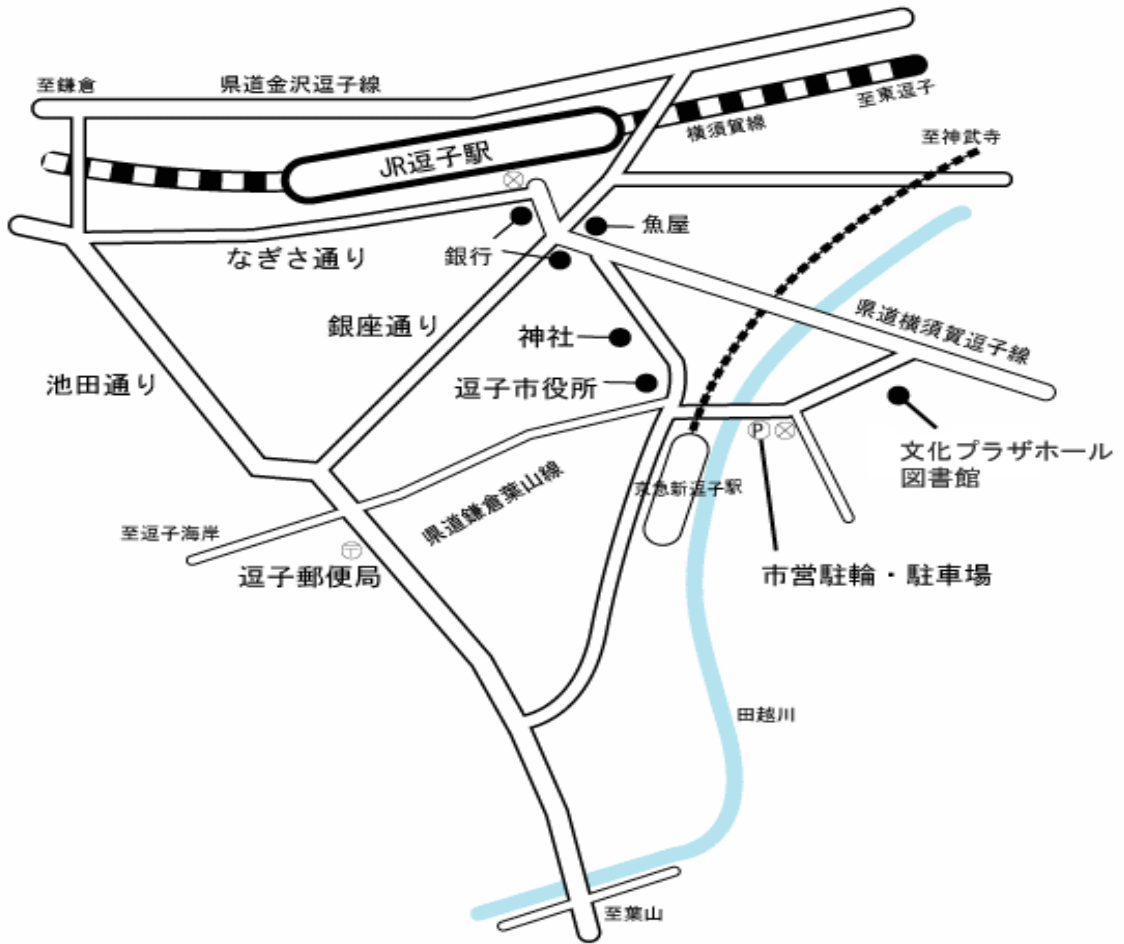 至鎌倉
県道金沢逗子線
至東逗子
横須賀線
至神武寺
JR逗子駅
魚屋
なぎさ通り
銀行
銀座通り
神社
県道横須賀逗子線
池田通り
逗子市役所
P
文化プラザホール
図書館
京急新逗子駅
県道鎌倉葉山線
至逗子海岸
〒
逗子郵便局
市営駐輪・駐車場
田越川
至葉山